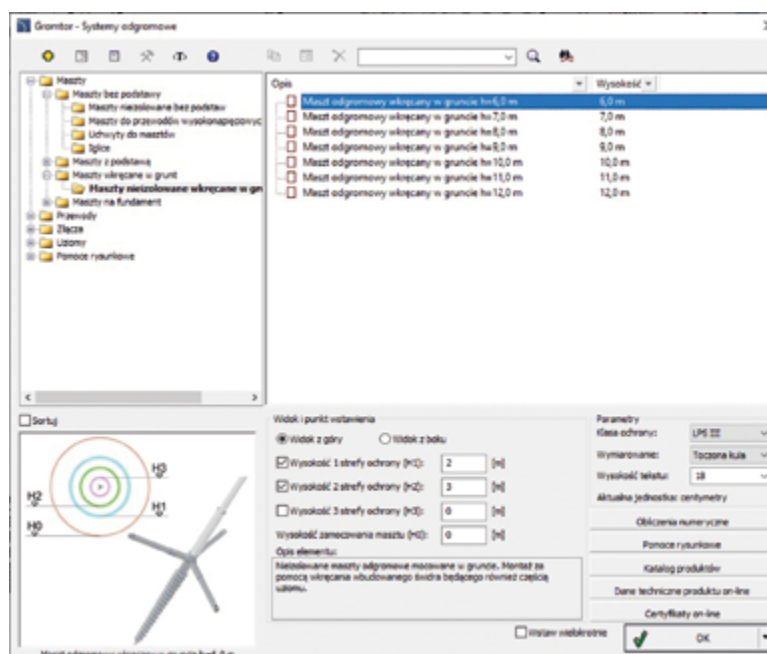 Gromtor - Systemy odgromowe
Maszty
Maszty bez podstawy
Maszty nieizolowane bez podstaw
Maszty do przewodów wysokonapięciowyc
Uchwyty do masztów
Iglice
Maszty z podstawą
Maszty wkręcane w grunt
Maszty nieizolowane wkręcane w gr
Maszty na fundament
Przewody
Złącza
Uziomy
Pomoce rysunkowe
Opis Wysokość
Maszt odgromowy wkręcany w gruncie h=6,0 m 6,0 m
Maszt odgromowy wkręcany w gruncie h=7,0 m 7,0 m
Maszt odgromowy wkręcany w gruncie h=8,0 m 8,0 m
Maszt odgromowy wkręcany w gruncie h=9,0 m 9,0 m
Maszt odgromowy wkręcany w gruncie h=10,0 m 10,0 m
Maszt odgromowy wkręcany w gruncie h=11,0 m 11,0 m
Maszt odgromowy wkręcany w gruncie h=12,0 m 12,0 m
Sortuj
H3
H2
H1
H0
Maszt odgromowy wkręcany w gruncie h=6,0 m
Widok i punkt wstawienia
Widok z góry Widok z boku
Wysokość 1 strefy ochrony (H1): 2 [m]
Wysokość 2 strefy ochrony (H2): 3 [m]
Wysokość 3 strefy ochrony (H3): 0 [m]
Wysokość zamocowania masztu (H0): 0 [m]
Opis elementu:
Nieizolowane maszty odgromowe mocowane w gruncie. Montaż za
pomocą wkręcania wbudowanego świdra będącego również częścią
uziomu.
Wstaw wielokrotnie
Parametry
Klasa ochrony: LPS III
Wymiarowanie: Toczona kula
Wysokość tekstu: 18
Aktualna jednostka: centymetry
Obliczenia numeryczne
Pomoce rysunkowe
Katalog produktów
Dane techniczne produktu on-line
Certyfikaty on-line
OK